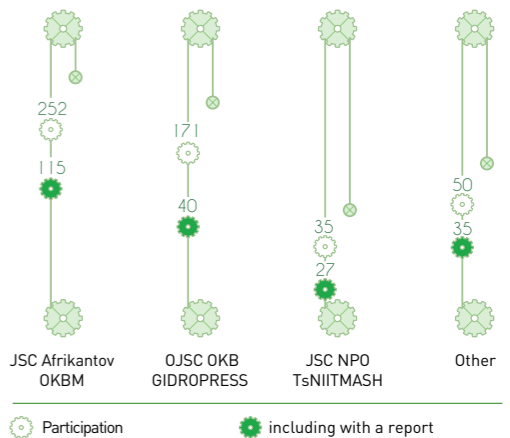 252
171
115
50
40
35
35
27
JSC Afrikantov
OKBM
OJSC OKB
GIDROPRESS
JSC NPO
TsNIITMASH
Other
Participation
including with a report